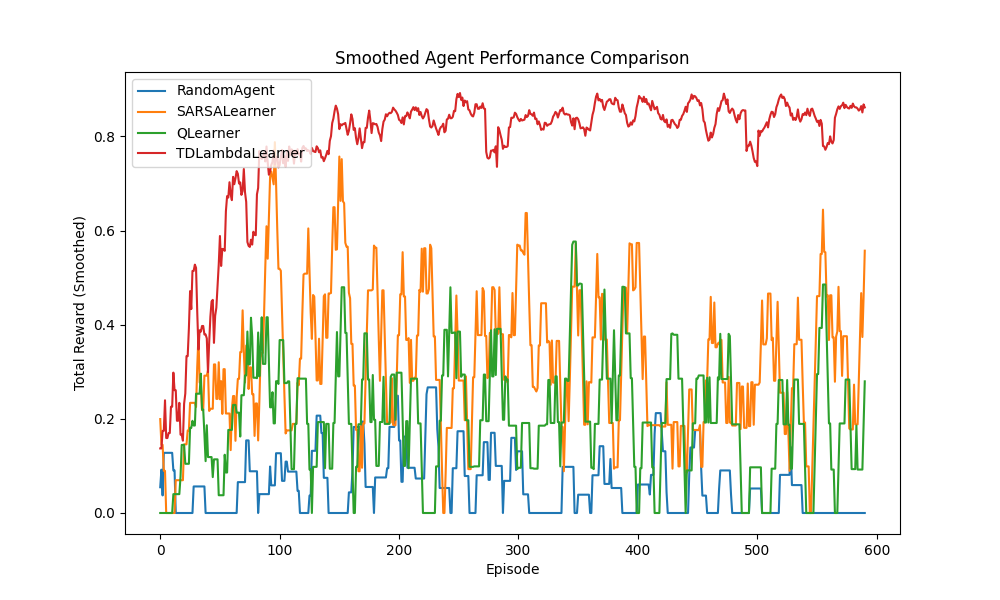 Smoothed Agent Performance Comparison
RandomAgent
SARSALearner
QLearner
TDLambdaLearner
Total Reward (Smoothed)
0.8
0.6
0.4
0.2
0.0
0 100 200 300 400 500 600
Episode